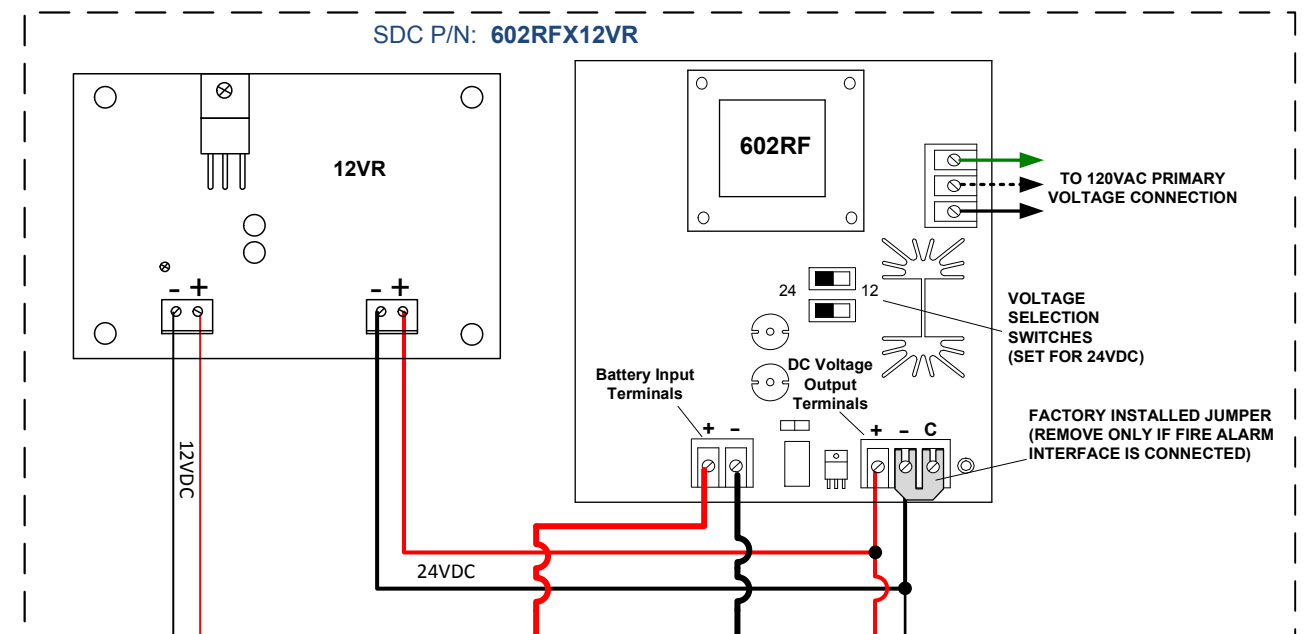 SDC P/N: 602RFX12VR
602RF
12VR
TO 120VAC PRIMARY
VOLTAGE CONNECTION
- +
- +
24
12
VOLTAGE
SELECTION
SWITCHES
(SET FOR 24VDC)
Battery Input
Terminals
DC Voltage
Output
Terminals
+ -
+ - C
FACTORY INSTALLED JUMPER
(REMOVE ONLY IF FIRE ALARM
INTERFACE IS CONNECTED)
12VDC
24VDC